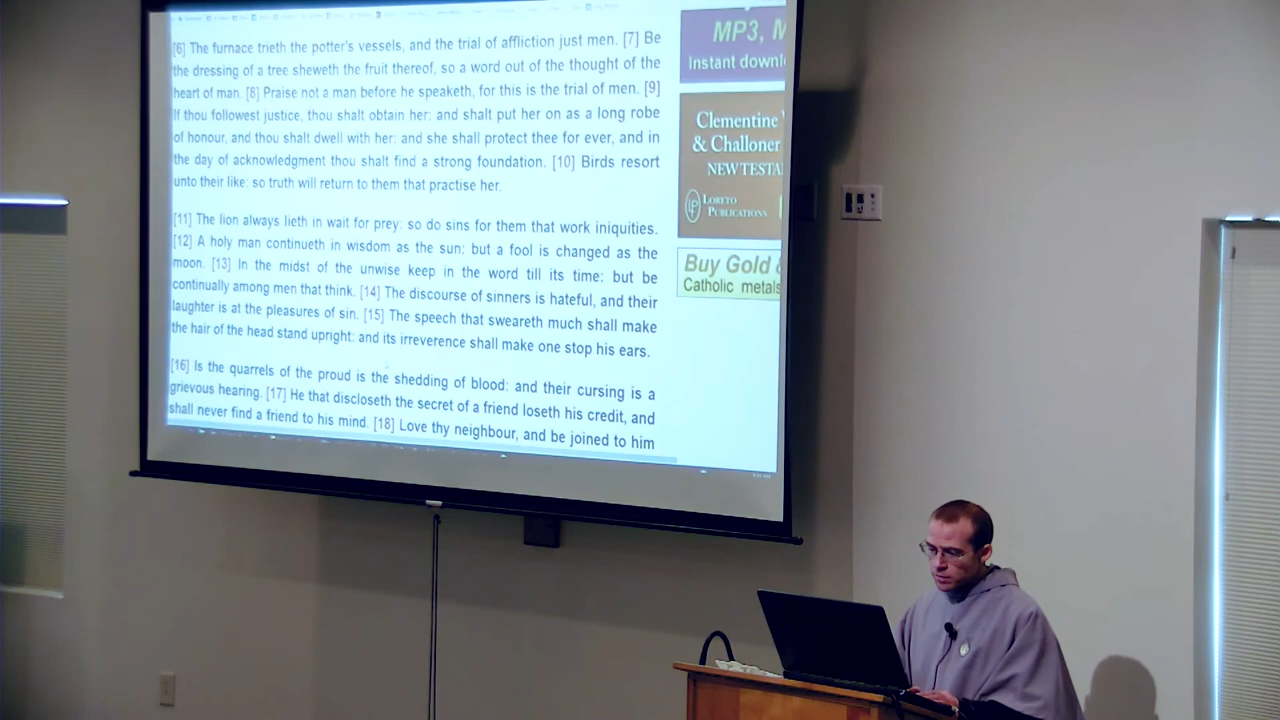 [6] The furnace trieth the potter's vessels, and the trial of affliction just men. [7] Be
the dressing of a tree sheweth the fruit thereof, so a word out of the thought of the
heart of man. [8] Praise not a man before he speaketh, for this is the trial of men. [9]
If thou followest justice, thou shalt obtain her: and shalt put her on as a long robe
of honour, and thou shalt dwell with her: and she shall protect thee for ever, and in
the day of acknowledgment thou shalt find a strong foundation. [10] Birds resort
unto their like: so truth will return to them that practise her.
[11] The lion always lieth in wait for prey: so do sins for them that work iniquities.
[12] A holy man continueth in wisdom as the sun: but a fool is changed as the
moon. [13] In the midst of the unwise keep in the word till its time: but be
continually among men that think. [14] The discourse of sinners is hateful, and their
laughter is at the pleasures of sin. [15] The speech that sweareth much shall make
the hair of the head stand upright: and its irreverence shall make one stop his ears.
[16] Is the quarrels of the proud is the shedding of blood: and their cursing is a
grievous hearing. [17] He that discloseth the secret of a friend loseth his credit, and
shall never find a friend to his mind. [18] Love thy neighbour, and be joined to him
MP3, M
Instant downl
Clementine
& Challoner
NEW TESTA
LP
LORETO
PUBLICATIONS
Buy Gold &
Catholic metals